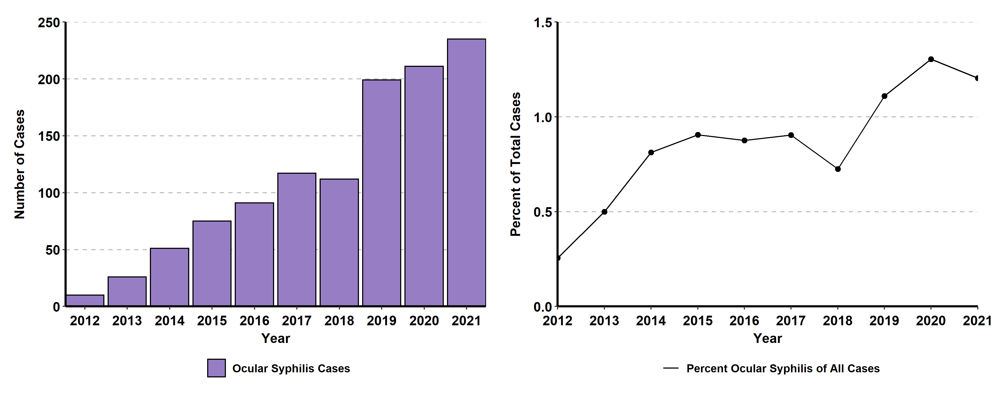 250
200
150
100
50
0
Number of Cases
2012 2013 2014 2015 2016 2017 2018 2019 2020 2021
Year
Ocular Syphilis Cases
1.5
1.0
0.5
0.0
Percent of Total Cases
2012 2013 2014 2015 2016 2017 2018 2019 2020 2021
Year
Percent Ocular Syphilis of All Cases